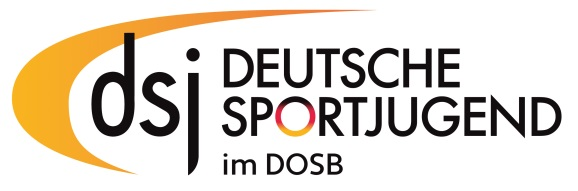 dsj
DEUTSCHE
SPORTJUGEND
im DOSB